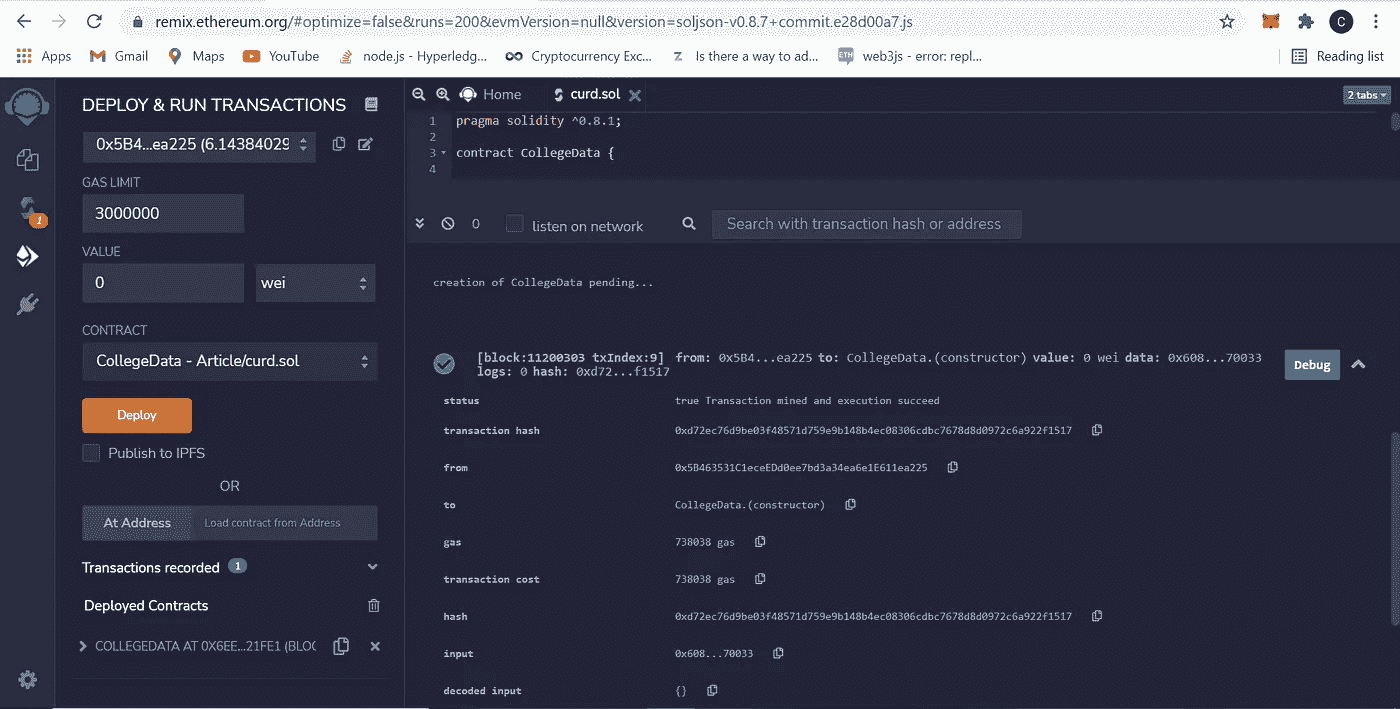 remix.ethereum.org/#optimize=false&runs=200&evmVersion=null&version=soljson-v0.8.7+commit.e28d00a7.js
C
Apps Gmail Maps YouTube node.js - Hyperledg... Cryptocurrency Exc... Is there a way to ad... web3js - error: repl... Reading list
DEPLOY & RUN TRANSACTIONS
0x5B4...ea225 (6.14384029
GAS LIMIT
3000000
VALUE
0 wei
CONTRACT
CollegeData - Article/curd.sol
Deploy
Publish to IPFS
OR
At Address Load contract from Address
Transactions recorded 1
Deployed Contracts
COLLEGEDATA AT 0X6EE...21FE1 (BLOC
1
Home curd.sol 2 tabs
1 pragma solidity ^0.8.1;
2
3 contract CollegeData {
4
0 listen on network Search with transaction hash or address
creation of CollegeData pending...
[block:11200303 txIndex:9] from: 0x5B4...ea225 to: CollegeData.(constructor) value: 0 wei data: 0x608...70033
logs: 0 hash: 0xd72...f1517
Debug
status true Transaction mined and execution succeed
transaction hash 0xd72ec76d9be03f48571d759e9b148b4ec08306cdbc7678d8d0972c6a922f1517
from 0x5B463531C1eceEDd0ee7bd3a34ea6e1E611ea225
to CollegeData.(constructor)
gas 738038 gas
transaction cost 738038 gas
hash 0xd72ec76d9be03f48571d759e9b148b4ec08306cdbc7678d8d0972c6a922f1517
input 0x608...70033
decoded input {}